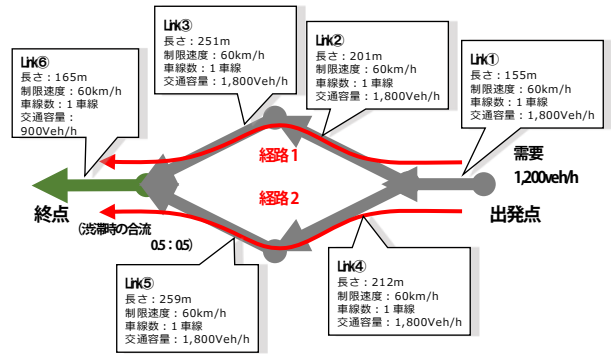 Link③
長さ：251m
制限速度：60km/h
車線数：1車線
交通容量：1,800Veh/h
Link②
長さ：201m
制限速度：60km/h
車線数：1車線
交通容量：1,800Veh/h
Link⑥
長さ：165m
制限速度：60km/h
車線数：1車線
交通容量：
900Veh/h
Link①
長さ：155m
制限速度：60km/h
車線数：1車線
交通容量：1,800Veh/h
経路1
需要
1,200veh/h
経路2
終点
（渋滞時の合流
0.5：0.5）
出発点
Link⑤
長さ：259m
制限速度：60km/h
車線数：1車線
交通容量：1,800Veh/h
Link④
長さ：212m
制限速度：60km/h
車線数：1車線
交通容量：1,800Veh/h